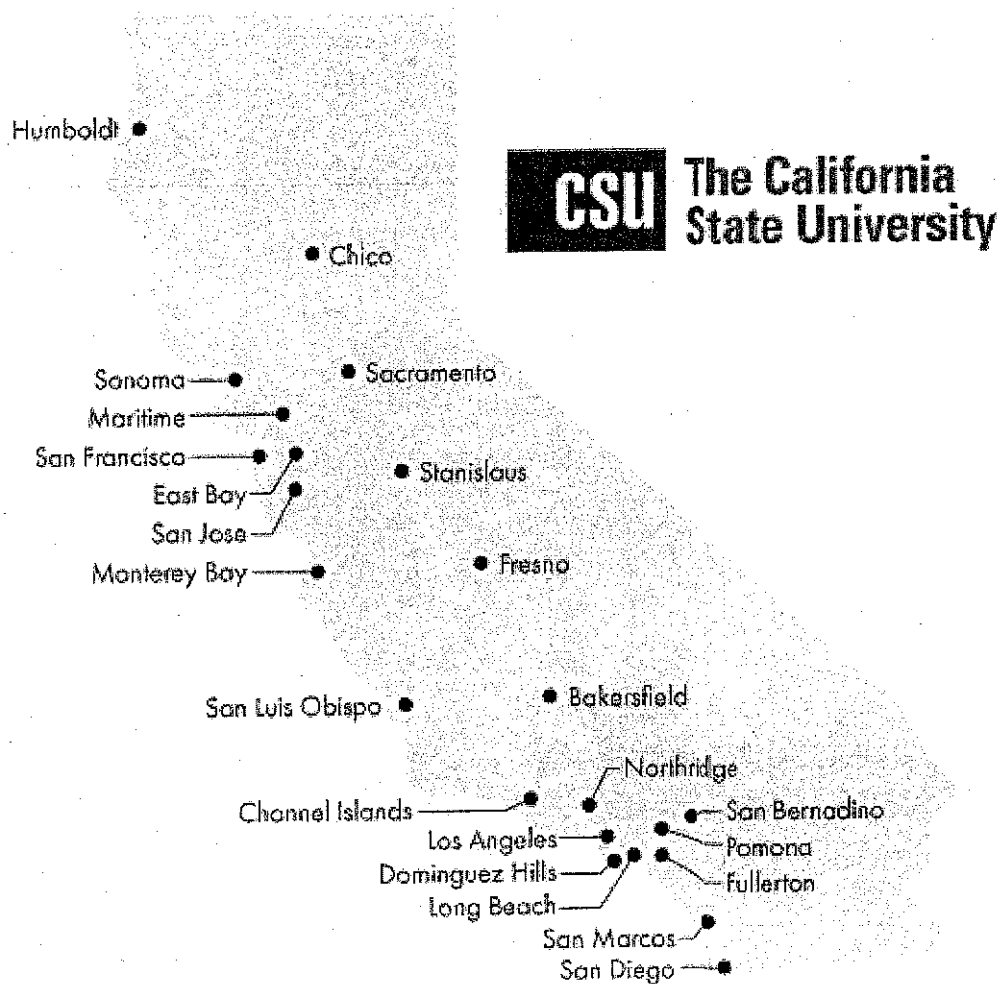 Humboldt
CSU The California
State University
Chico
Sonoma
Sacramento
Maritime
San Francisco
Stanislaus
East Bay
San Jose
Monterey Bay
Fresno
San Luis Obispo
Bakersfield
Northridge
Channel Islands
San Bernadino
Los Angeles
Pomona
Dominguez Hills
Fullerton
Long Beach
San Marcos
San Diego